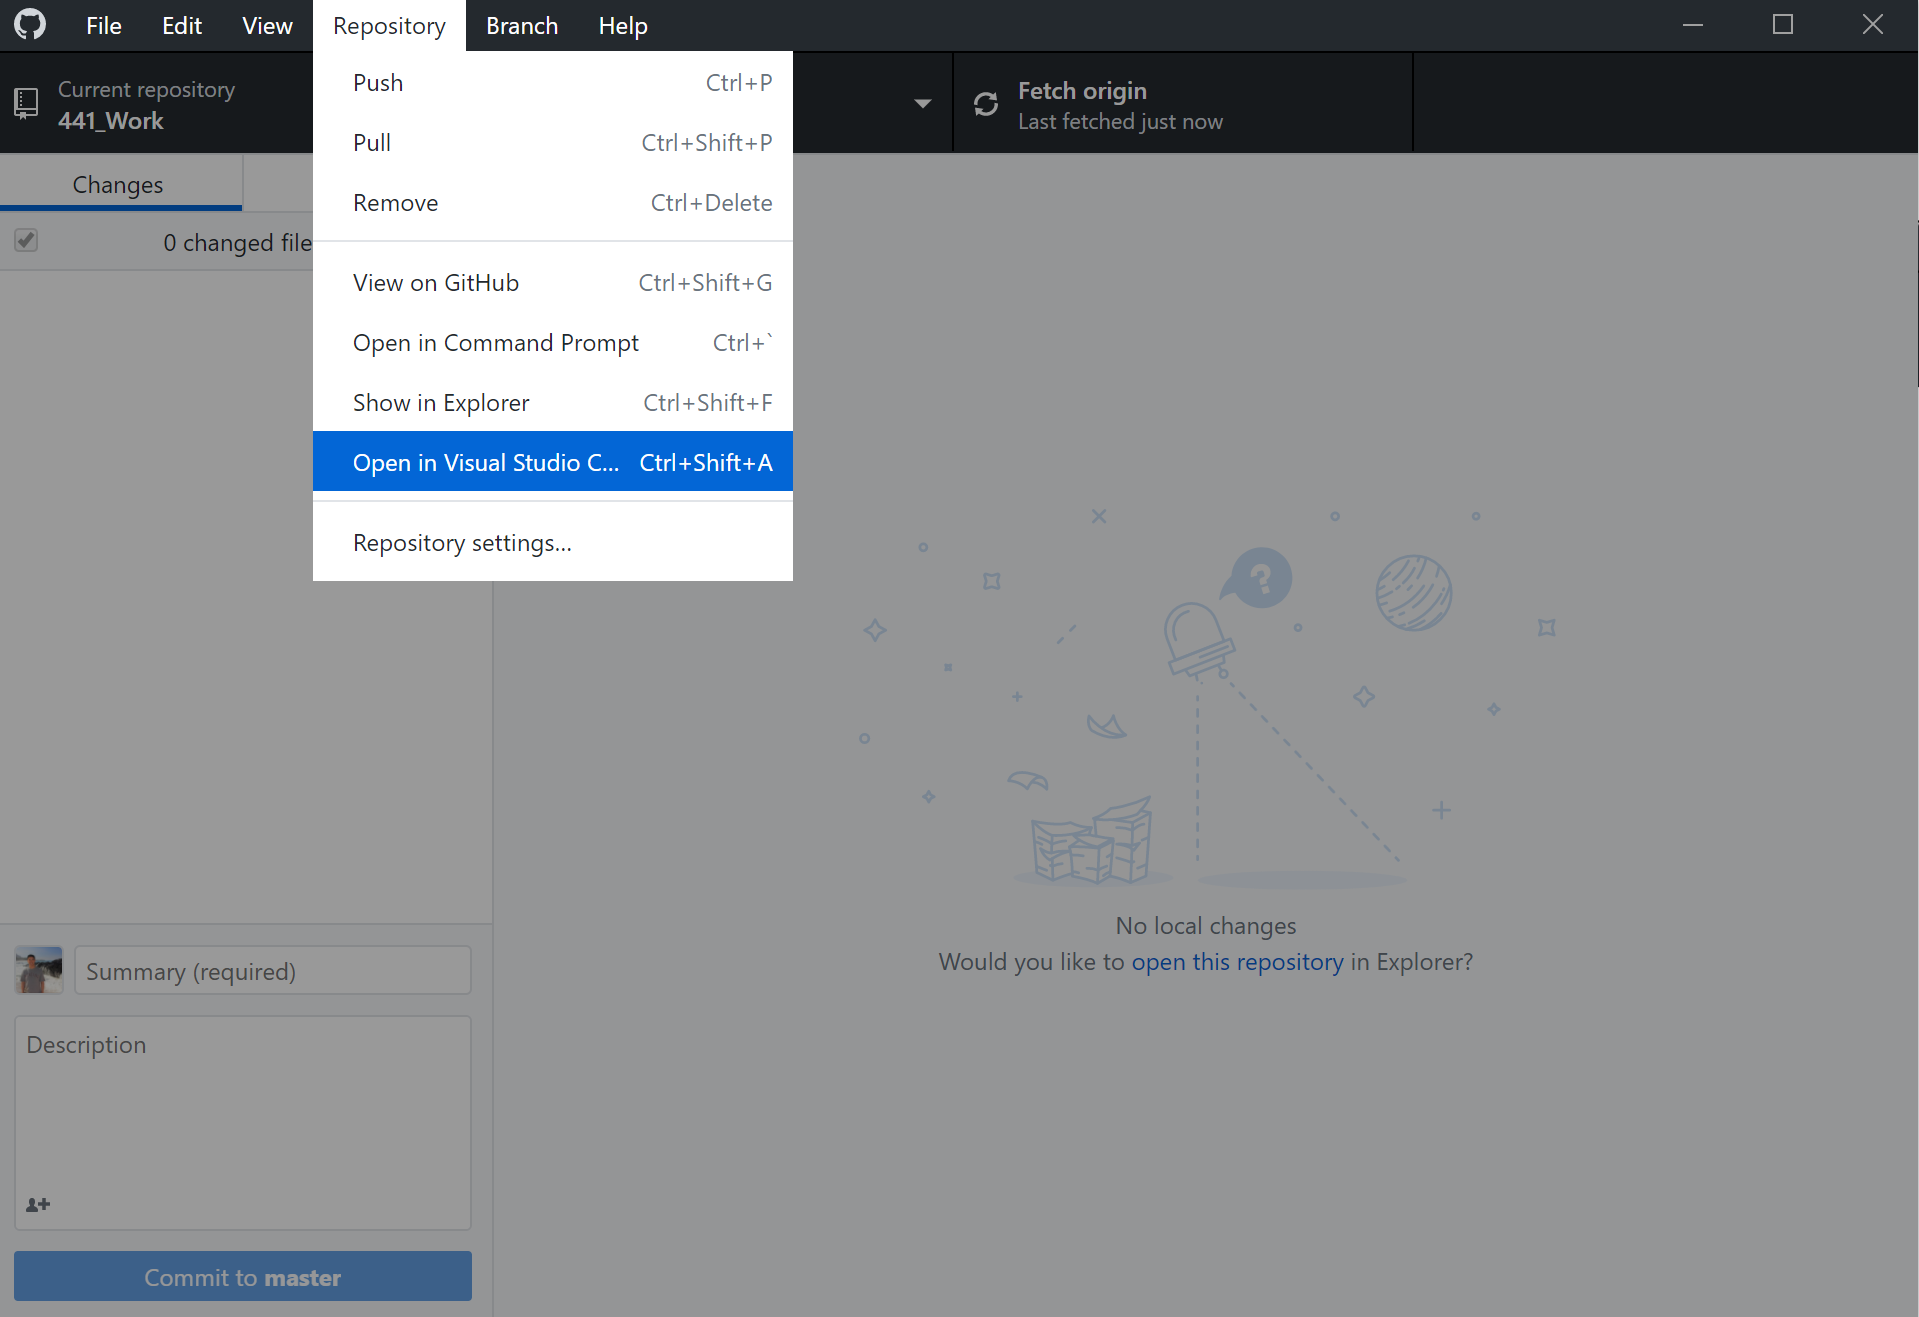 File Edit View Repository Branch Help
Current repository
441_Work
Fetch origin
Last fetched just now
Push Ctrl+P
Pull Ctrl+Shift+P
Remove Ctrl+Delete
View on GitHub Ctrl+Shift+G
Open in Command Prompt Ctrl+`
Show in Explorer Ctrl+Shift+F
Open in Visual Studio C... Ctrl+Shift+A
Repository settings...
Changes
0 changed file
?
No local changes
Would you like to open this repository in Explorer?
Summary (required)
Description
Commit to master